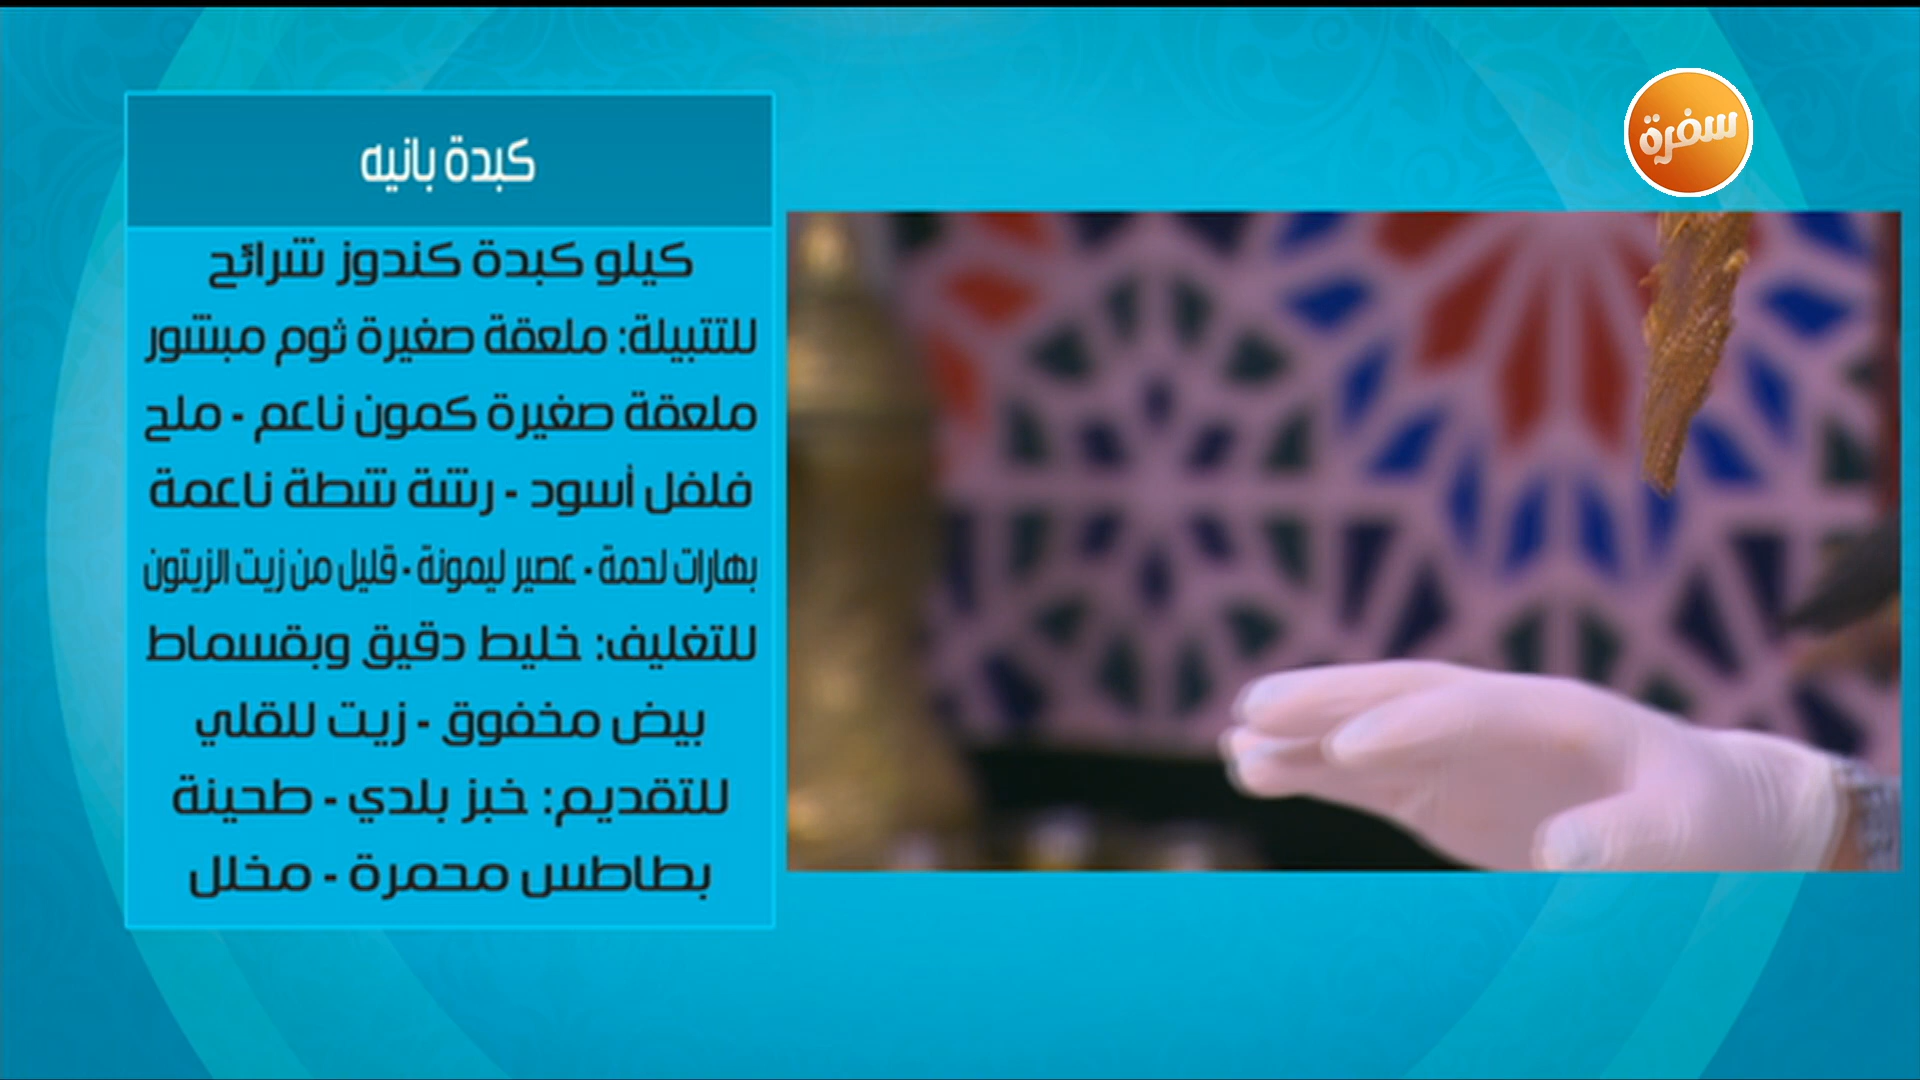 سفرة
كبدة بانيه
كيلو كبدة كندوز شرائح
للتتبيلة: ملعقة صغيرة ثوم مبشور
ملعقة صغيرة كمون ناعم - ملح
فلفل أسود - رشة شطة ناعمة
بهارات لحمة - عصير ليمونة - قليل من زيت الزيتون
للتغليف: خليط دقيق وبقسماط
بيض مخفوق - زيت للقلي
للتقديم: خبز بلدي - طحينة
بطاطس محمرة - مخلل